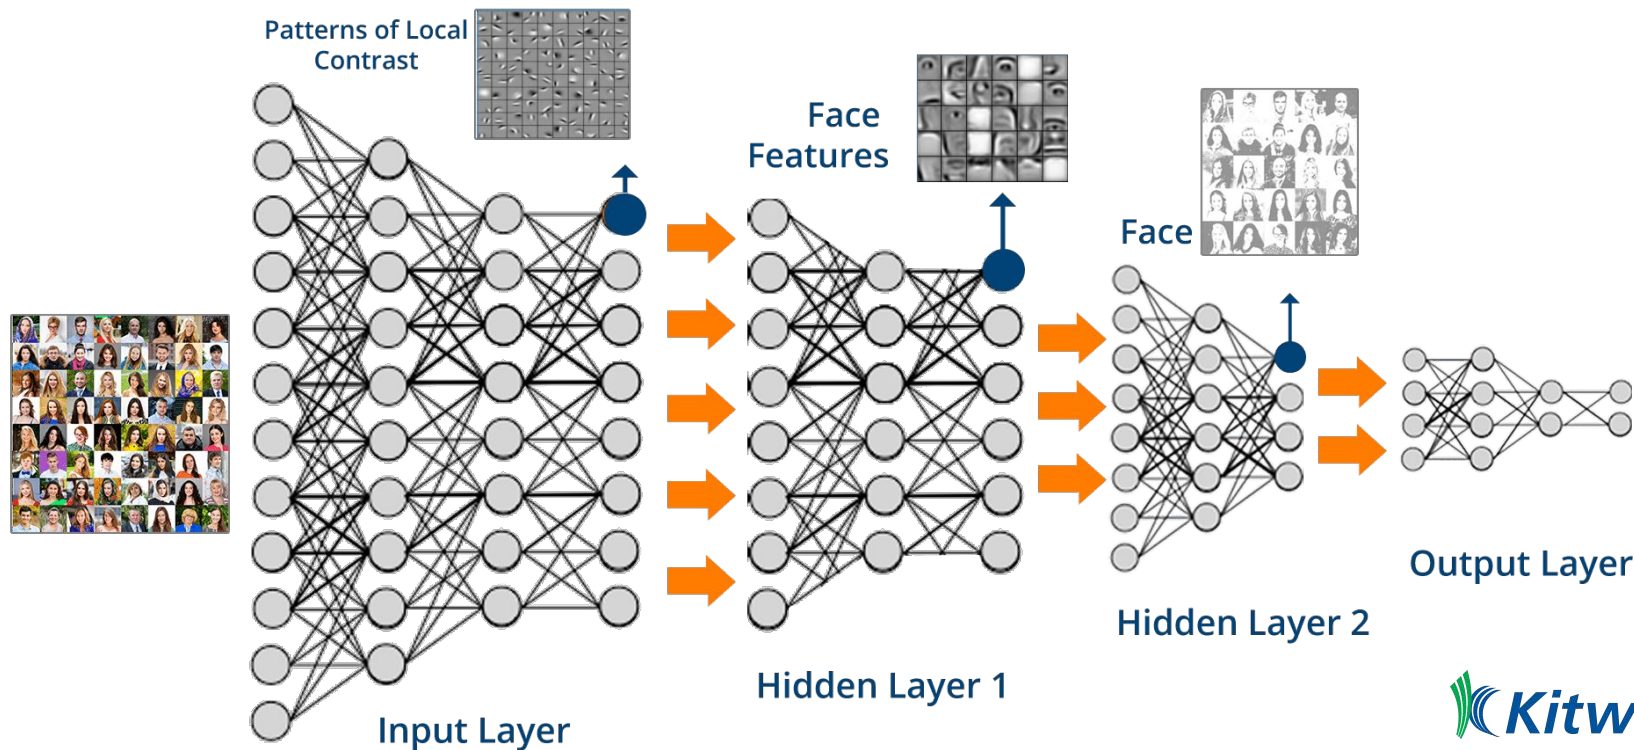 Patterns of Local
Contrast
Face
Features
Face
Input Layer
Hidden Layer 1
Hidden Layer 2
Output Layer
Kitw